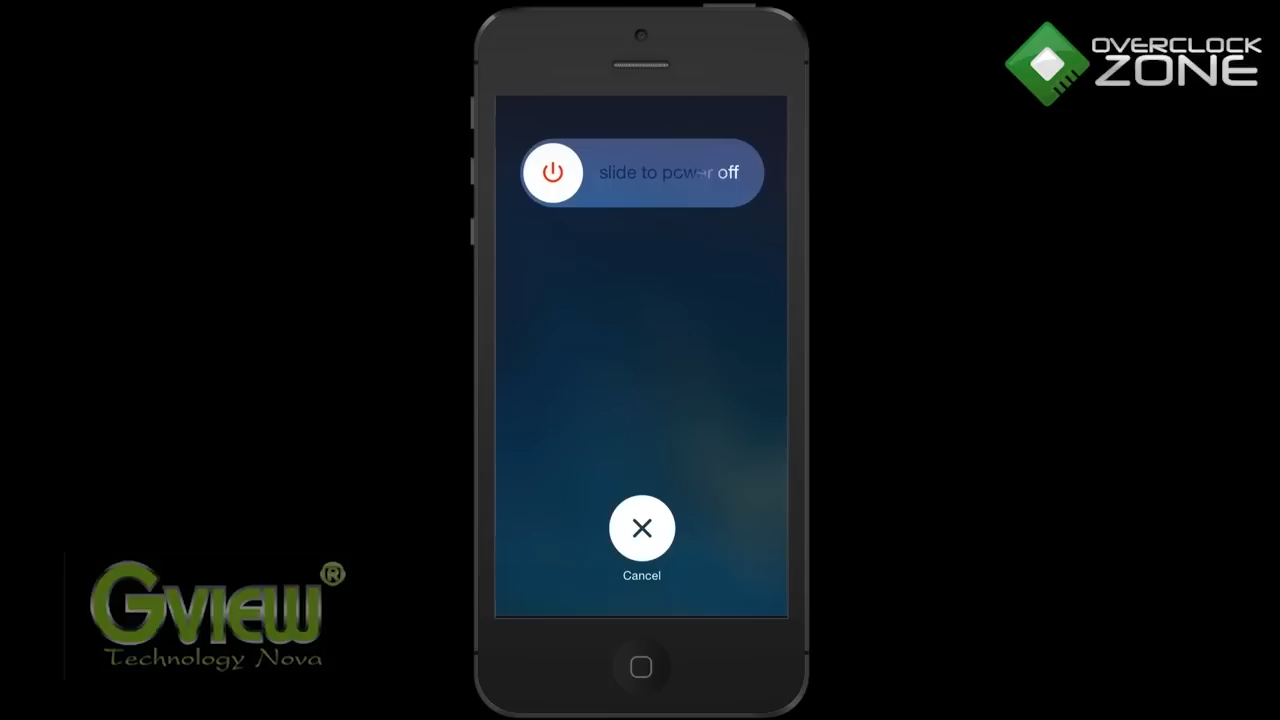 OVERCLOCK
ZONE
slide to power off
Cancel
GVIEW®
Technology Nova